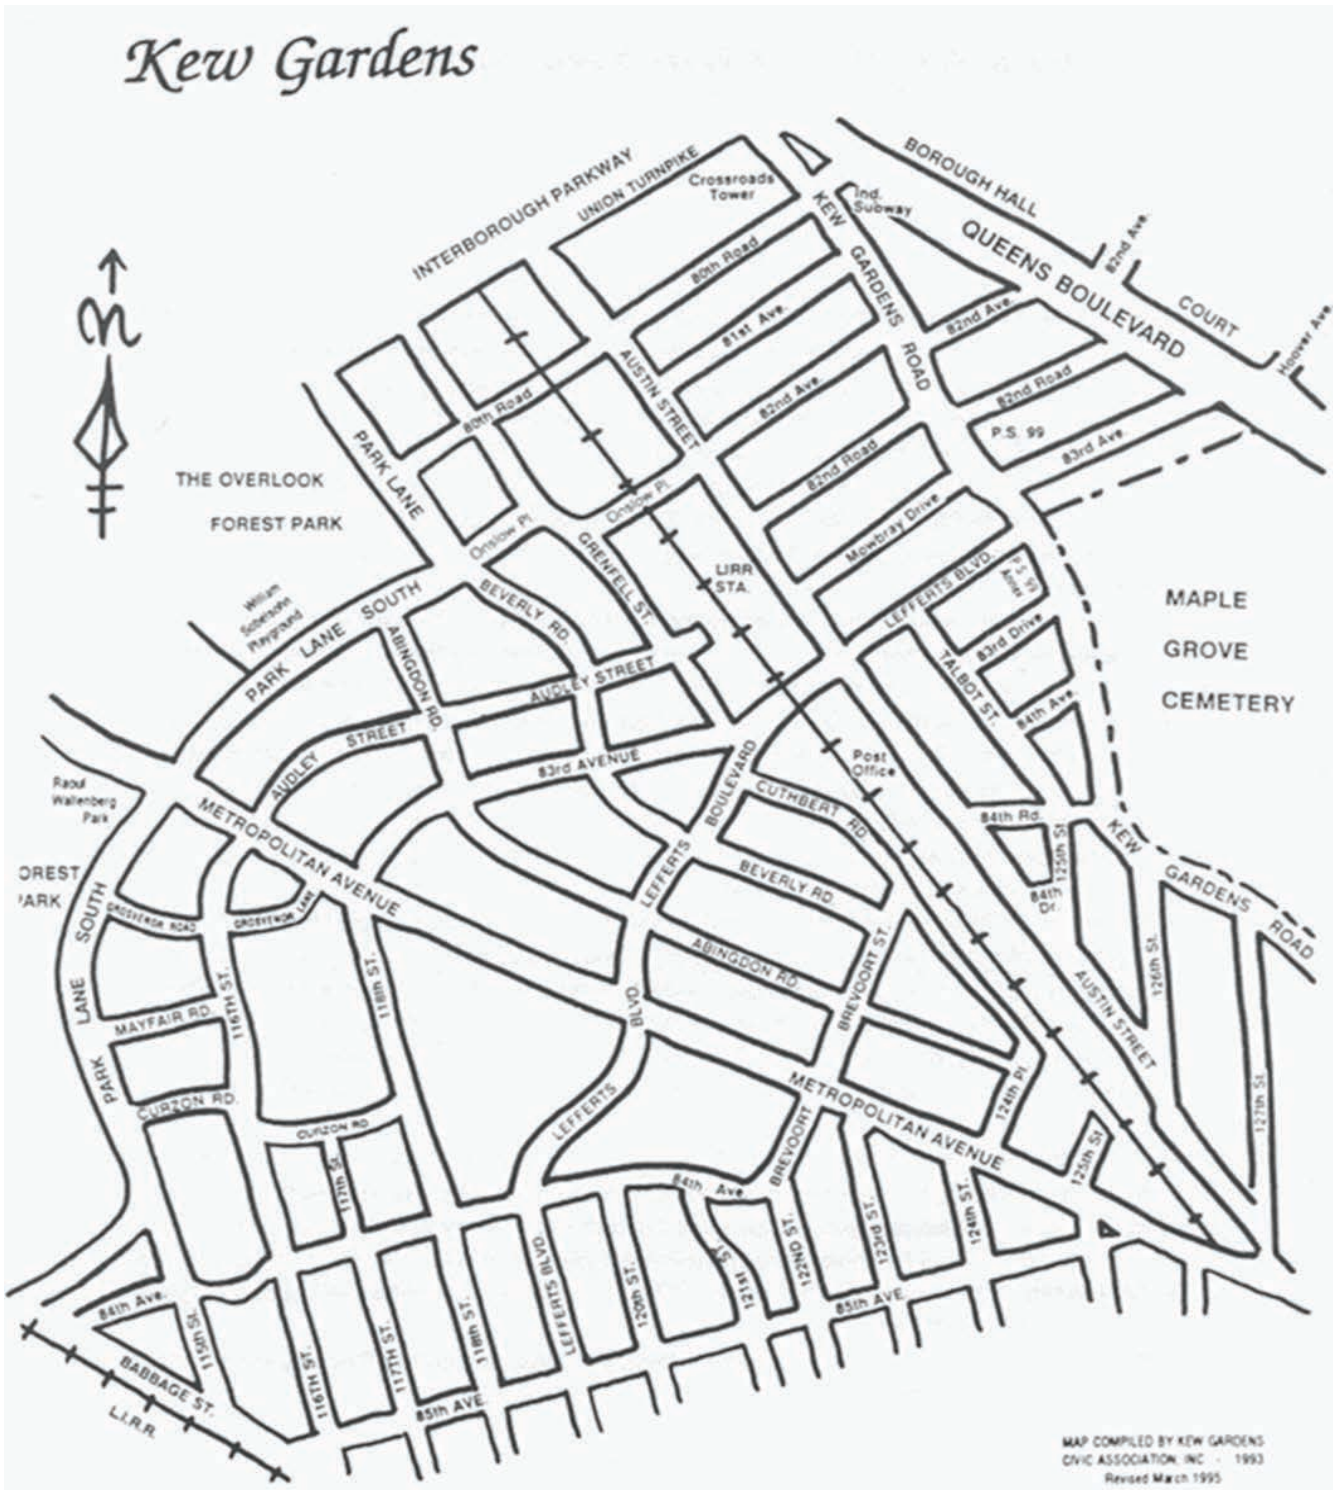 Kew Gardens
BOROUGH HALL
INTERBOROUGH PARKWAY
UNION TURNPIKE
Crossroads
Tower
KEW GARDENS ROAD
Ind.
Subway
QUEENS BOULEVARD
82nd Ave.
COURT
Hoover Ave.
80th Road
81st Ave.
82nd Ave.
82nd Ave.
82nd Road
P.S. 99
83rd Ave.
N
AUSTIN STREET
80th Road
PARK LANE
82nd Road
THE OVERLOOK
FOREST PARK
Onslow Pl.
Onslow Pl.
Mowbray Drive
GRENFELL ST.
LIRR
STA.
LEFFERTS BLVD.
P.S. 99
Annex
MAPLE
GROVE
CEMETERY
William
Sobersohn
Playground
PARK LANE SOUTH
BEVERLY RD.
ABINGDON RD.
AUDLEY STREET
83rd Drive
TALBOT ST.
84th Ave.
AUDLEY STREET
83rd AVENUE
Post
Office
Raoul
Wallenberg
Park
METROPOLITAN AVENUE
LEFFERTS BOULEVARD
CUTHBERT RD.
84th Rd.
125th St.
84th
Dr.
KEW GARDENS ROAD
OREST
PARK
BEVERLY RD.
GROSVENOR ROAD
GROSVENOR LANE
PARK LANE SOUTH
ABINGDON RD.
BREVOORT ST.
126th St.
AUSTIN STREET
116TH ST.
118th ST.
MAYFAIR RD.
BLVD.
LEFFERTS
CURZON RD.
CURZON RD
METROPOLITAN AVENUE
124th Pl.
127th St.
BREVOORT
125th St.
117th St.
84th Ave.
121st ST.
122ND ST.
123rd ST.
124th ST.
84th Ave.
115th St.
116TH ST.
117TH ST.
118th ST.
LEFFERTS BLVD.
120th ST.
85th AVE.
85th AVE.
BABBAGE ST.
L.I.R.R.
MAP COMPILED BY KEW GARDENS
CIVIC ASSOCIATION, INC - 1993
Revised March 1995